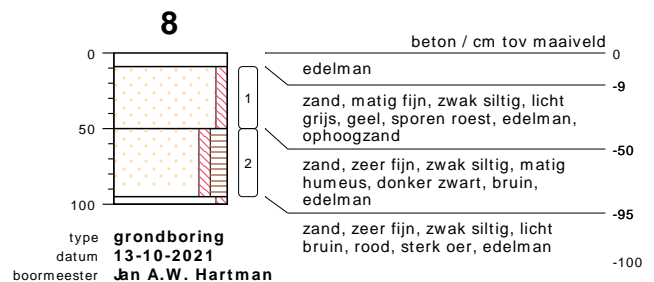 8
beton / cm tov maaiveld
0
0
edelman
-9
zand, matig fijn, zwak siltig, licht
grijs, geel, sporen roest, edelman,
ophoogzand
1
50
-50
zand, zeer fijn, zwak siltig, matig
humeus, donker zwart, bruin,
edelman
2
-95
100
zand, zeer fijn, zwak siltig, licht
bruin, rood, sterk oer, edelman
-100
type grondboring
datum 13-10-2021
boormeester Jan A.W. Hartman